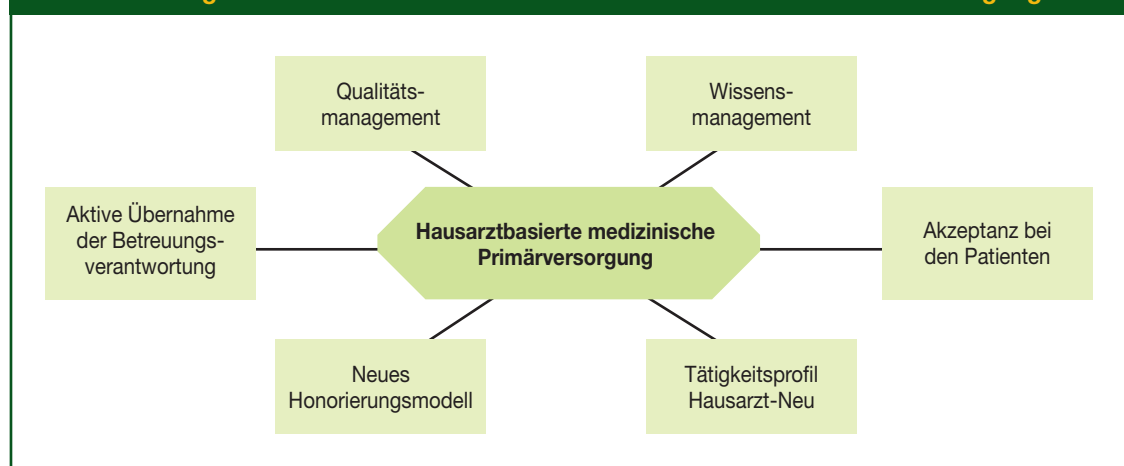 Qualitäts-
management
Wissens-
management
Aktive Übernahme
der Betreuungs-
verantwortung
Hausarztbasierte medizinische
Primärversorgung
Akzeptanz bei
den Patienten
Neues
Honorierungsmodell
Tätigkeitsprofil
Hausarzt-Neu